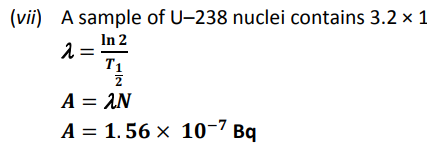 (vii) A sample of U–238 nuclei contains 3.2 × 1
λ = ln 2 / T½
A = λN
A = 1.56 × 10⁻⁷ Bq